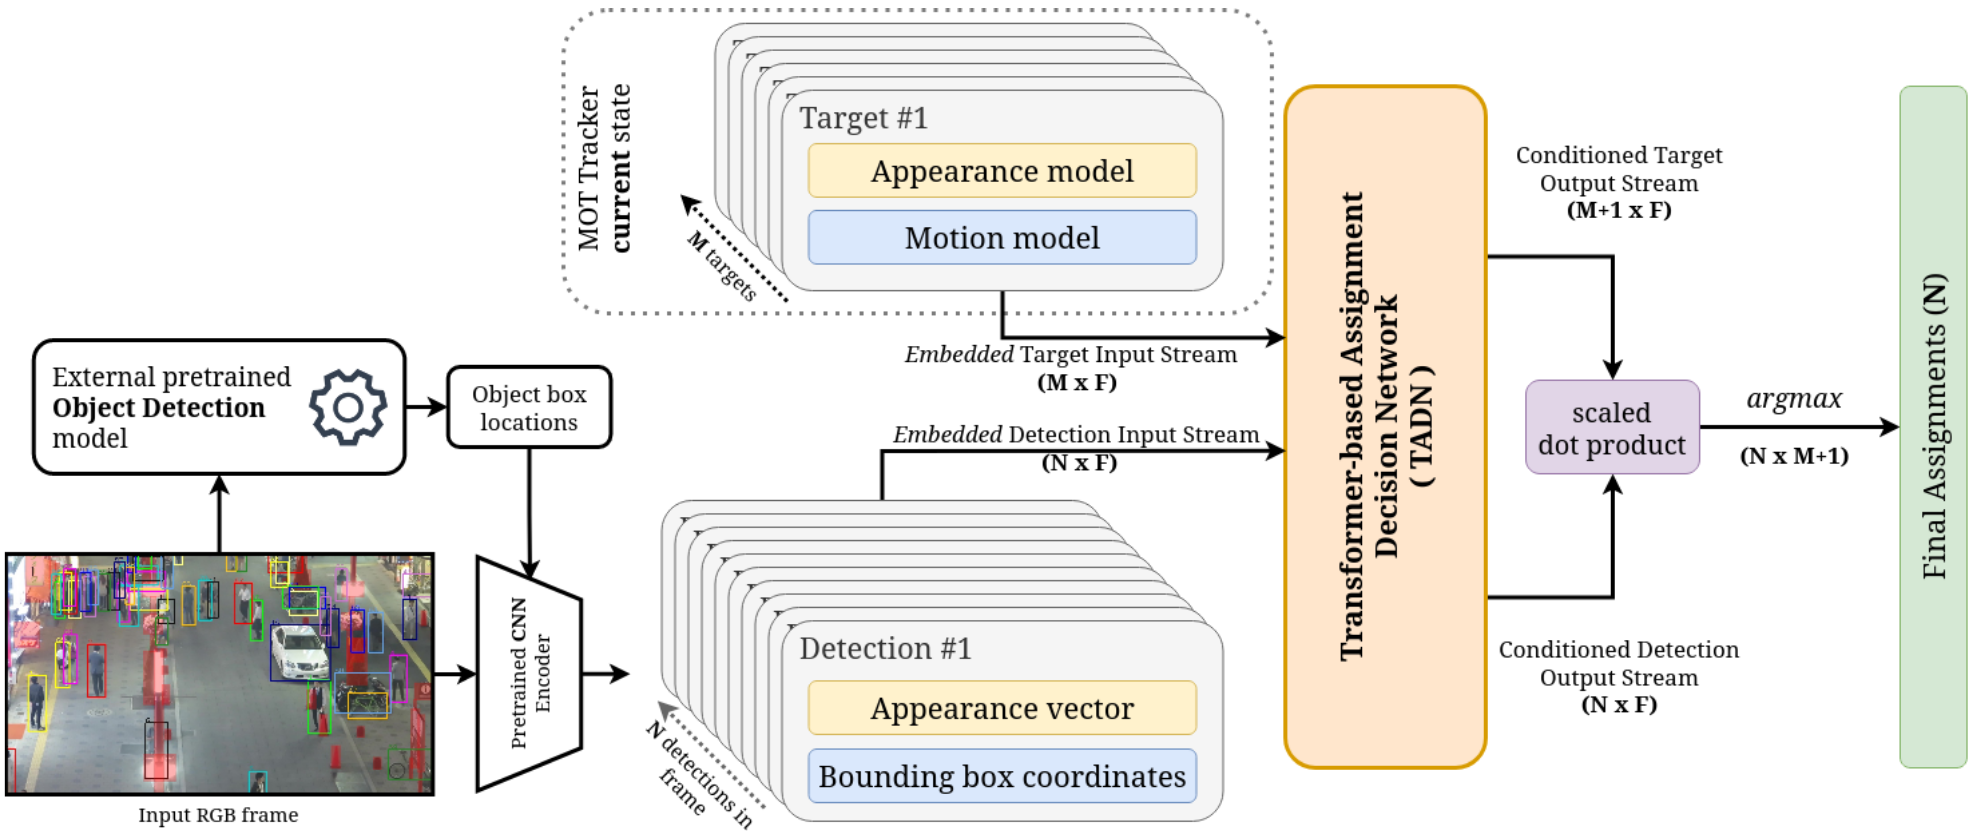 MOT Tracker
current state
Target #1
Appearance model
Motion model
M targets
Embedded Target Input Stream
(M x F)
External pretrained
Object Detection
model
Object box
locations
Embedded Detection Input Stream
(N x F)
Input RGB frame
Pretrained CNN
Encoder
Detection #1
Appearance vector
Bounding box coordinates
N detections in
frame
Transformer-based Assignment
Decision Network
( TADN )
Conditioned Target
Output Stream
(M+1 x F)
scaled
dot product
Conditioned Detection
Output Stream
(N x F)
argmax
(N x M+1)
Final Assignments (N)